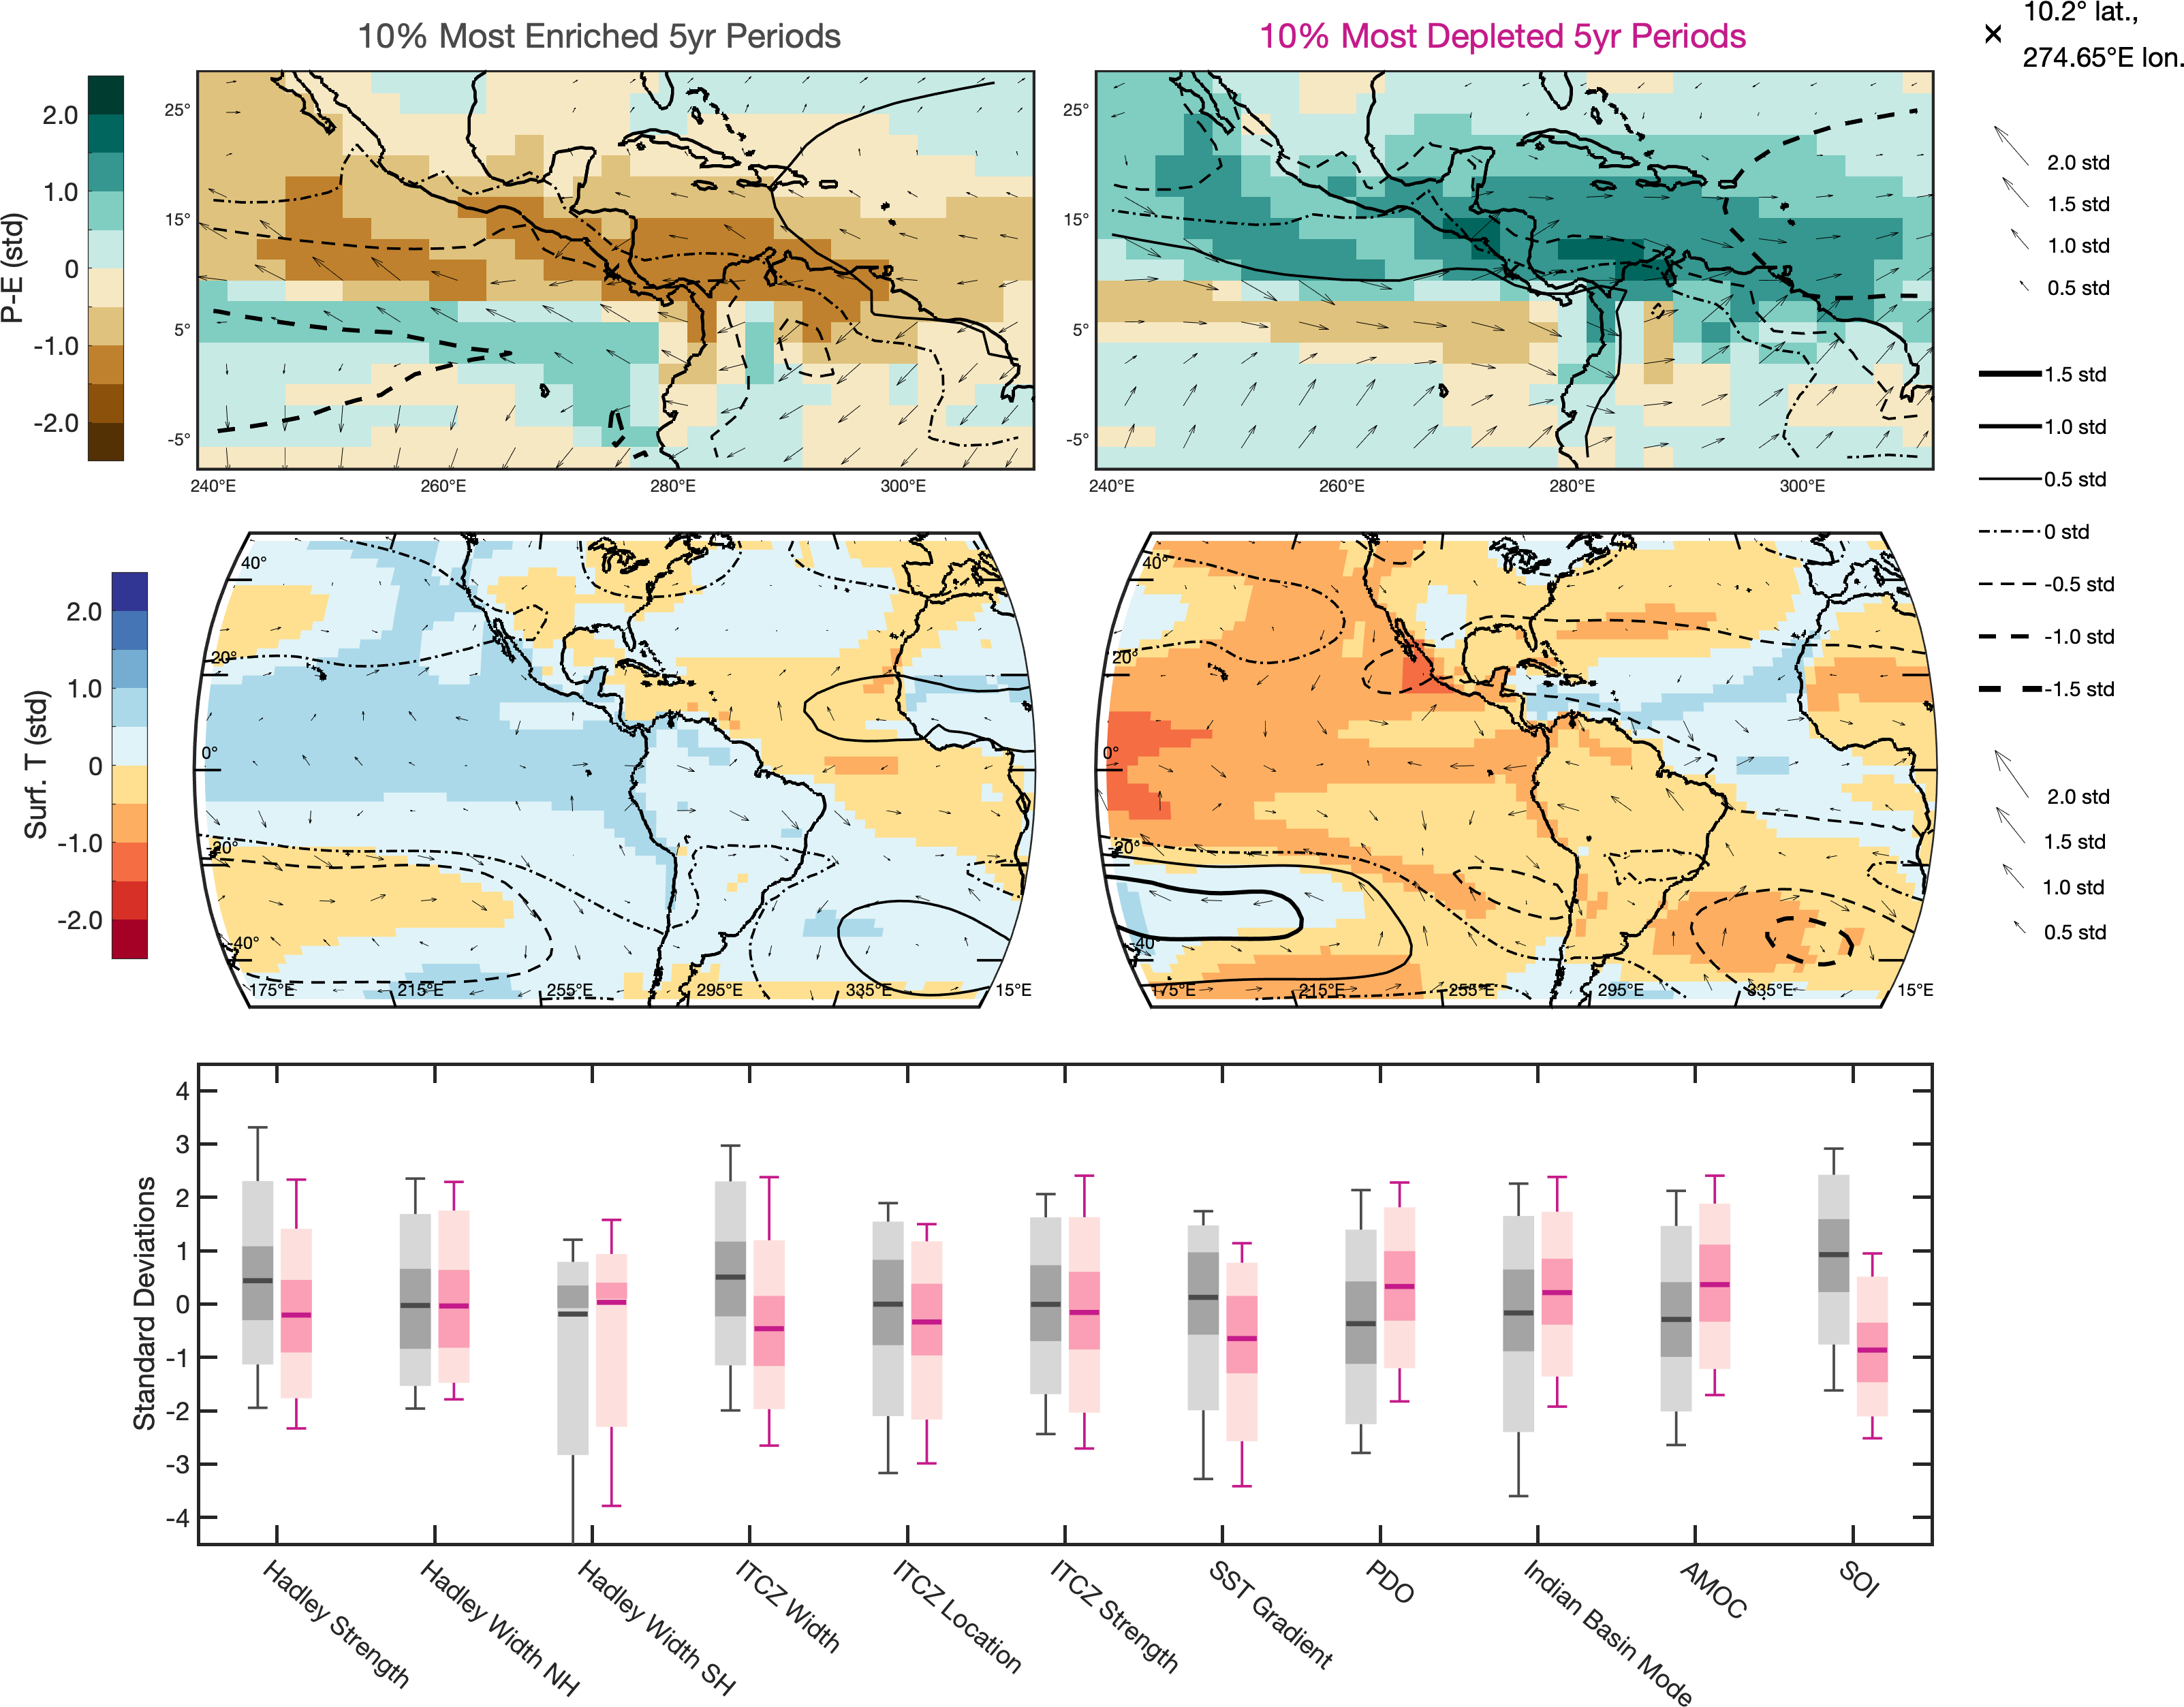 10% Most Enriched 5yr Periods
10% Most Depleted 5yr Periods
10.2° lat.,
274.65°E lon.
P-E (std)
2.0
1.0
0
-1.0
-2.0
25°
15°
5°
-5°
240°E
260°E
280°E
300°E
25°
15°
5°
-5°
240°E
260°E
280°E
300°E
2.0 std
1.5 std
1.0 std
0.5 std
1.5 std
1.0 std
0.5 std
0 std
-0.5 std
-1.0 std
-1.5 std
Surf. T (std)
2.0
1.0
0
-1.0
-2.0
40°
20°
0°
-20°
-40°
175°E
215°E
255°E
295°E
335°E
15°E
40°
20°
0°
-20°
-40°
175°E
215°E
255°E
295°E
335°E
15°E
2.0 std
1.5 std
1.0 std
0.5 std
Standard Deviations
4
3
2
1
0
-1
-2
-3
-4
Hadley Strength
Hadley Width NH
Hadley Width SH
ITCZ Width
ITCZ Location
ITCZ Strength
SST Gradient
PDO
Indian Basin Mode
AMOC
SOI